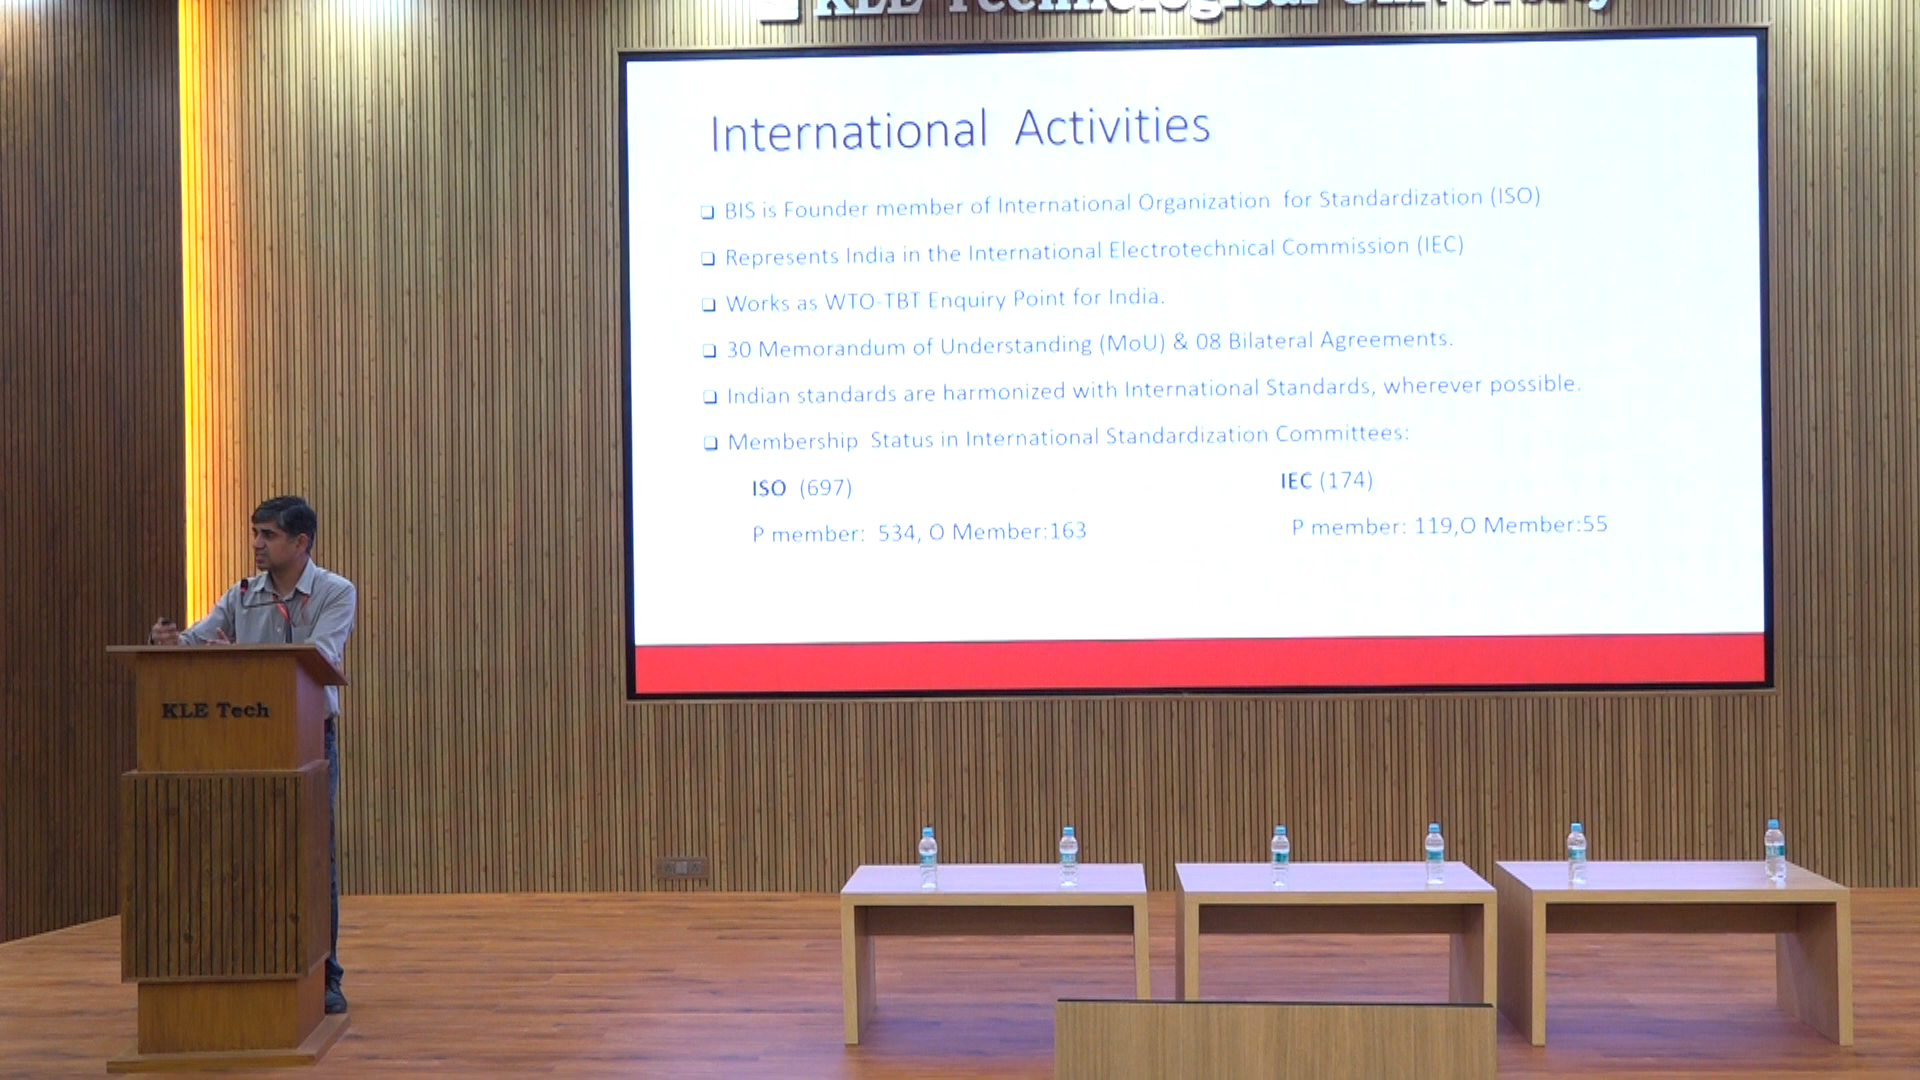 KLE Technological University
International Activities
❑ BIS is Founder member of International Organization for Standardization (ISO)
❑ Represents India in the International Electrotechnical Commission (IEC)
❑ Works as WTO-TBT Enquiry Point for India.
❑ 30 Memorandum of Understanding (MoU) & 08 Bilateral Agreements.
❑ Indian standards are harmonized with International Standards, wherever possible.
❑ Membership Status in International Standardization Committees:
ISO (697) IEC (174)
P member: 534, O Member:163 P member: 119,O Member:55
KLE Tech